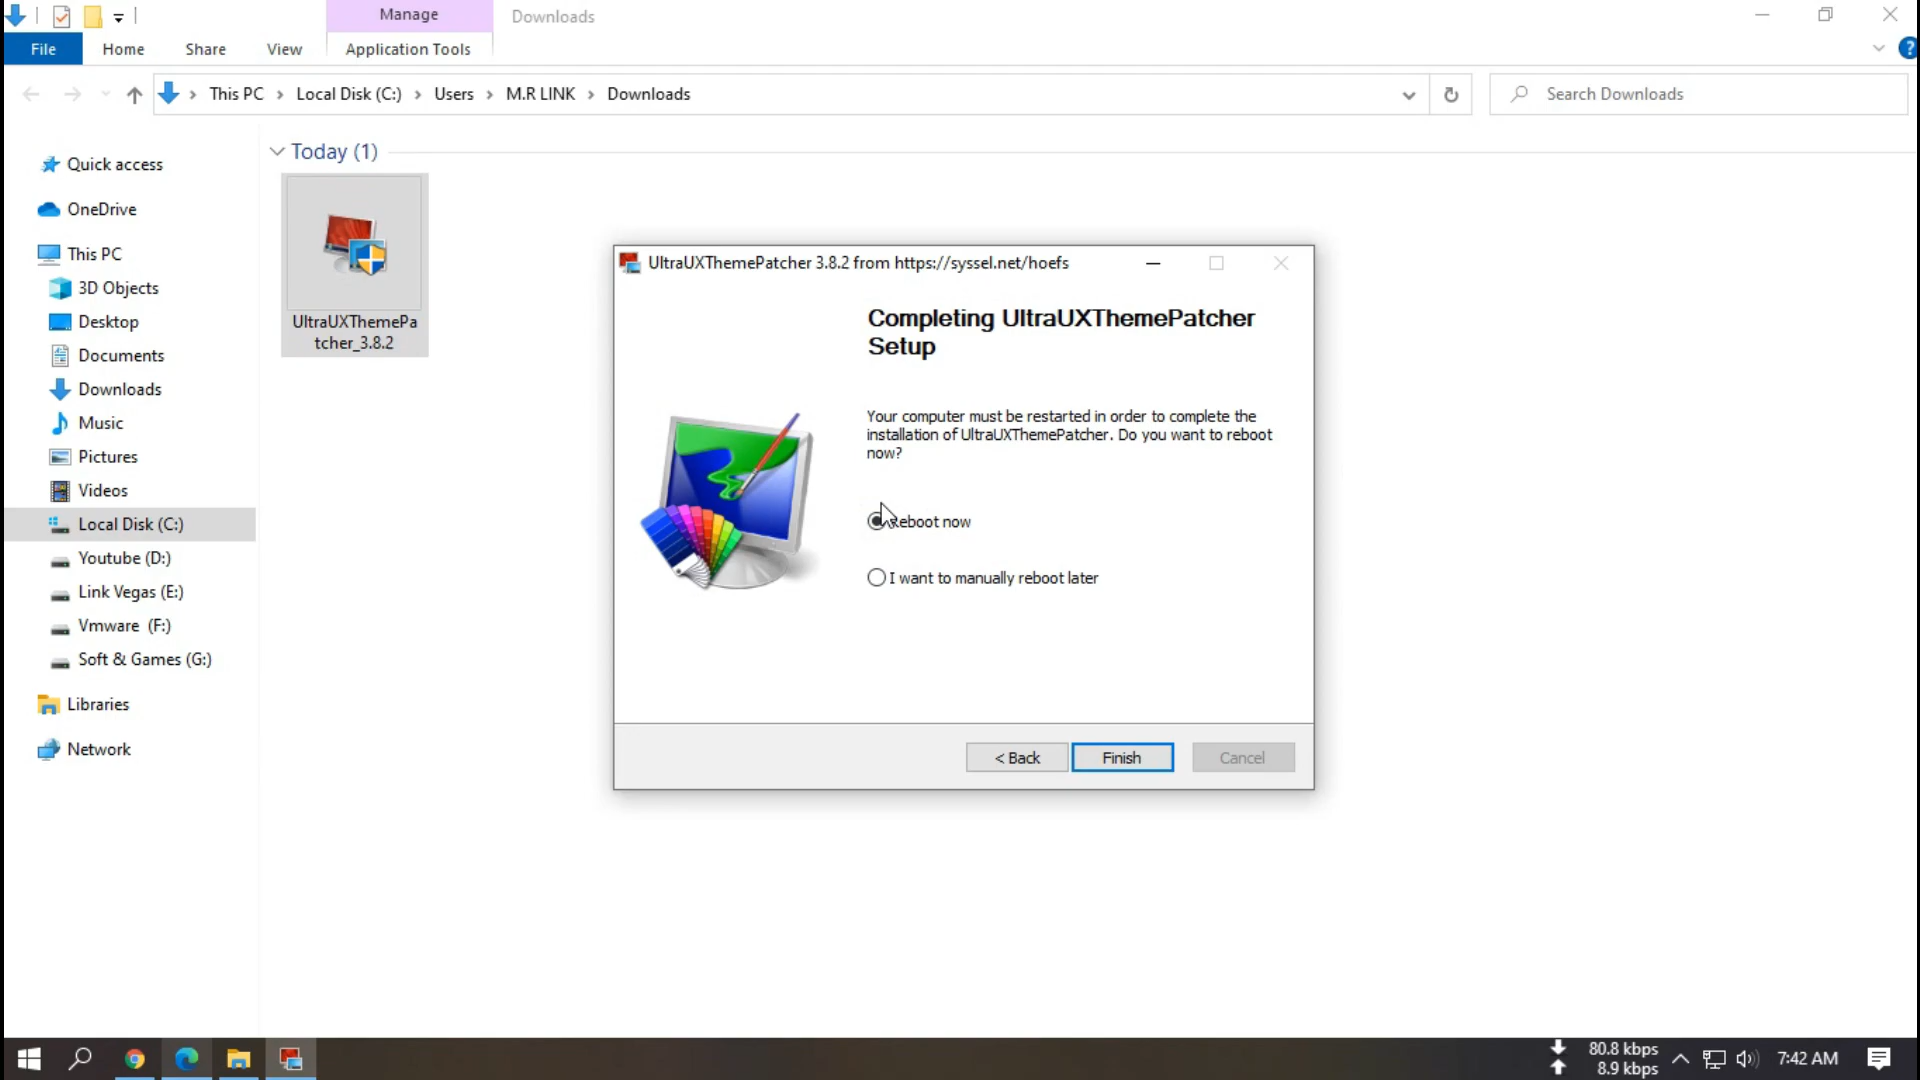 Manage
Downloads
File
Home
Share
View
Application Tools
This PC
Local Disk (C:)
Users
M.R LINK
Downloads
Search Downloads
Quick access
OneDrive
This PC
3D Objects
Desktop
Documents
Downloads
Music
Pictures
Videos
Local Disk (C:)
Youtube (D:)
Link Vegas (E:)
Vmware (F:)
Soft & Games (G:)
Libraries
Network
Today (1)
UltraUXThemePa
tcher_3.8.2
UltraUXThemePatcher 3.8.2 from https://syssel.net/hoefs
Completing UltraUXThemePatcher
Setup
Your computer must be restarted in order to complete the
installation of UltraUXThemePatcher. Do you want to reboot
now?
Reboot now
I want to manually reboot later
< Back
Finish
Cancel
80.8 kbps
8.9 kbps
7:42 AM